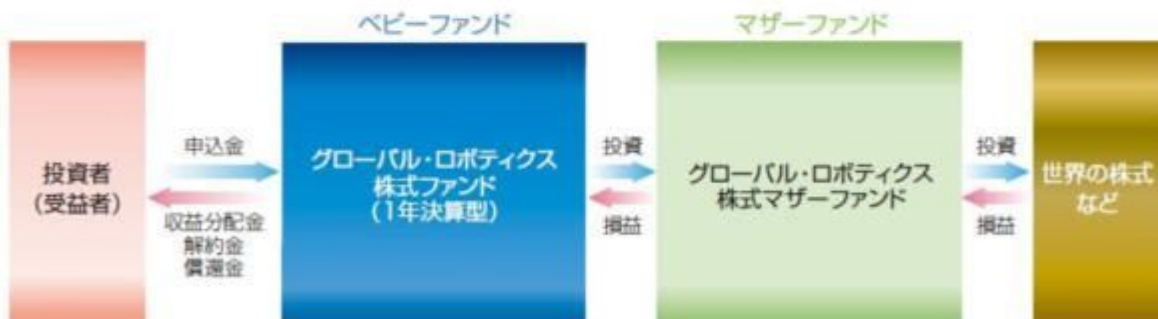 ベビーファンド
マザーファンド
投資者
(受益者)
申込金
収益分配金
解約金
償還金
グローバル・ロボティクス
株式ファンド
(1年決算型)
投資
損益
グローバル・ロボティクス
株式マザーファンド
投資
損益
世界の株式
など